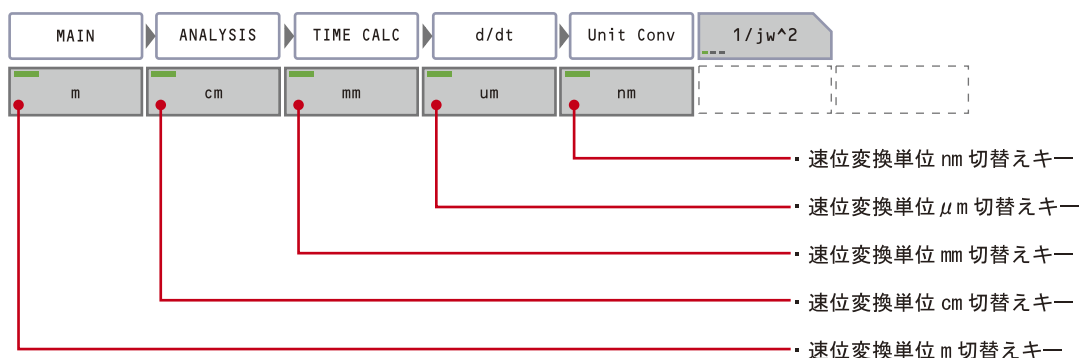 MAIN ANALYSIS TIME CALC d/dt Unit Conv 1/jw^2
m cm mm um nm
・速位変換単位 nm 切替えキー
・速位変換単位 μm 切替えキー
・速位変換単位 mm 切替えキー
・速位変換単位 cm 切替えキー
・速位変換単位 m 切替えキー